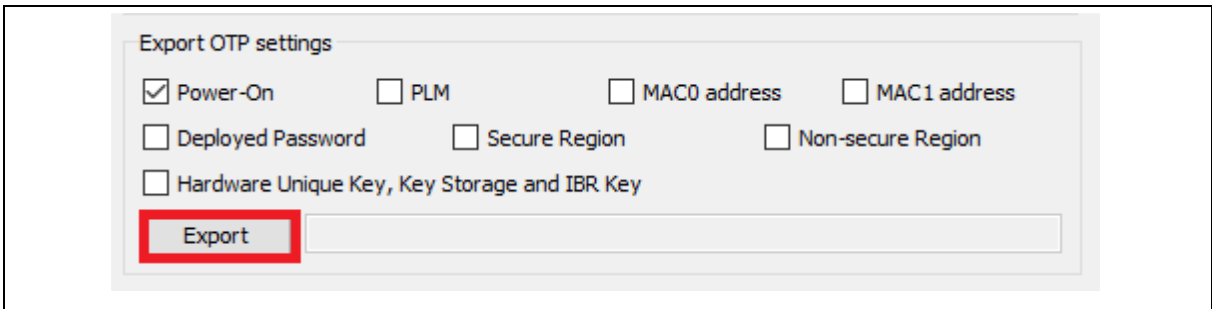 Export OTP settings
Power-On PLM MAC0 address MAC1 address
Deployed Password Secure Region Non-secure Region
Hardware Unique Key, Key Storage and IBR Key
Export